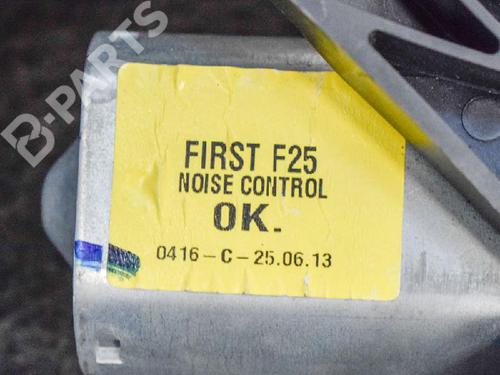 B-PARTS
FIRST F25
NOISE CONTROL
OK.
0416-C-25.06.13